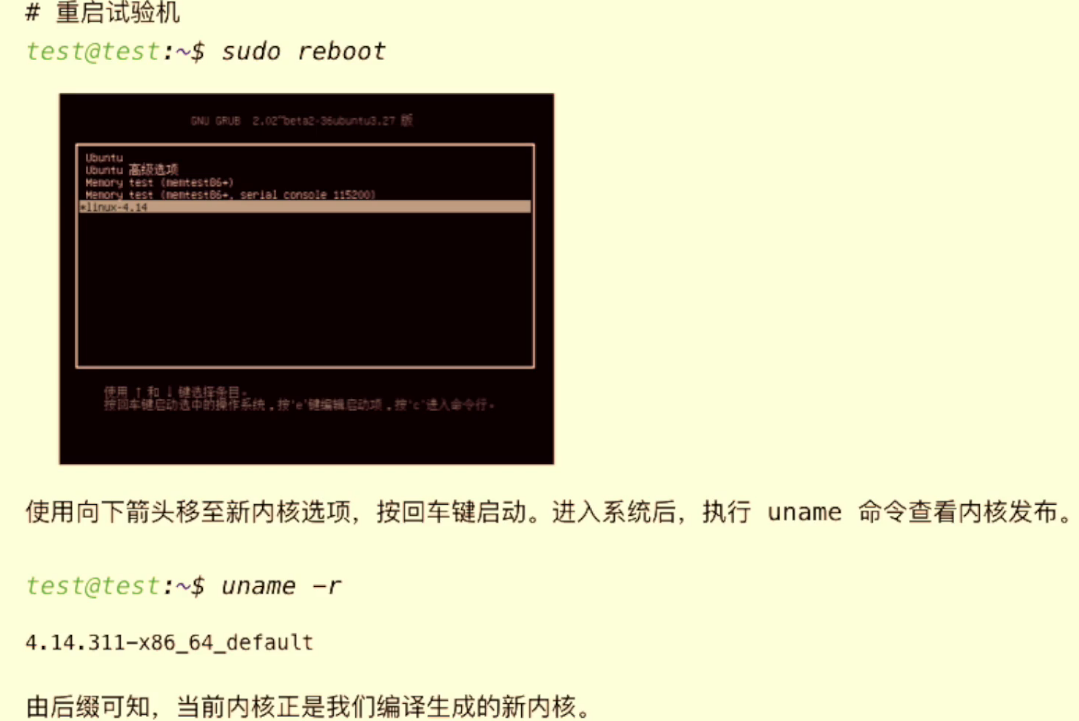 # 重启试验机
test@test:~$ sudo reboot
GNU GRUB 2.02~beta2-36ubuntu3.27 版
Ubuntu
Ubuntu 高级选项
Memory test (memtest86+)
Memory test (memtest86+, serial console 115200)
*linux-4.14
使用 ↑ 和 ↓ 键选择条目。
按回车键启动选中的操作系统，按'e'键编辑启动项，按'c'进入命令行。
使用向下箭头移至新内核选项，按回车键启动。进入系统后，执行 uname 命令查看内核发布。
test@test:~$ uname -r
4.14.311-x86_64_default
由后缀可知，当前内核正是我们编译生成的新内核。